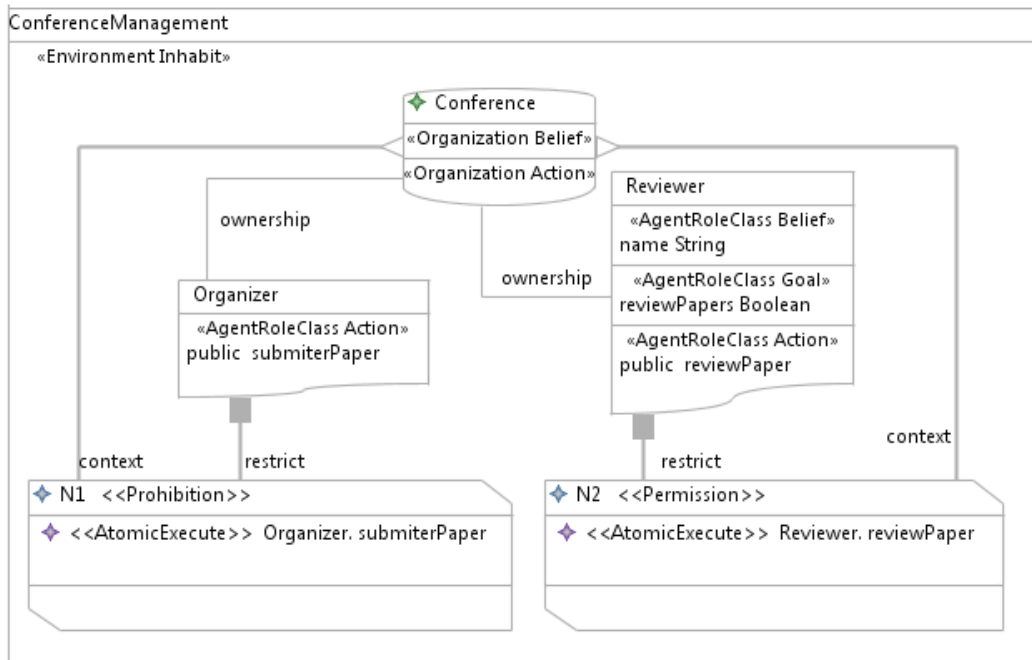 ConferenceManagement
«Environment Inhabit»
Conference
«Organization Belief»
«Organization Action»
ownership
ownership
Reviewer
«AgentRoleClass Belief»
name String
«AgentRoleClass Goal»
reviewPapers Boolean
«AgentRoleClass Action»
public reviewPaper
Organizer
«AgentRoleClass Action»
public submiterPaper
context
restrict
restrict
context
N1 <<Prohibition>>
<<AtomicExecute>> Organizer. submiterPaper
N2 <<Permission>>
<<AtomicExecute>> Reviewer. reviewPaper